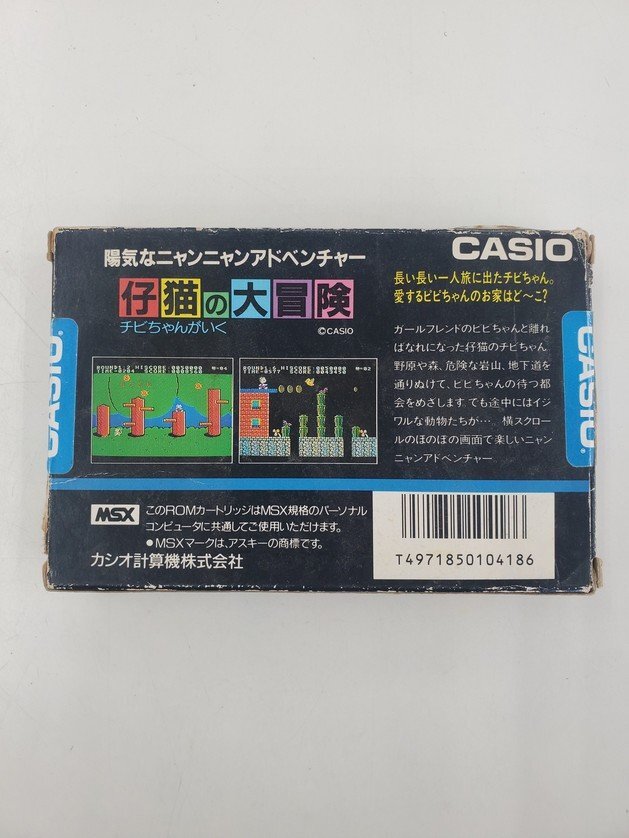 陽気なニャンニャンアドベンチャー
仔猫の大冒険
チビちゃんがいく
©CASIO
CASIO
長い長い一人旅に出たチビちゃん。
愛するピピちゃんのお家はど〜こ?
ガールフレンドのピピちゃんと離れ
ばなれになった仔猫のチビちゃん
野原や森、危険な岩山、地下道を
通りぬけて、ピピちゃんの待つ都
会をめざします。でも途中にはイジ
ワルな動物たちが…。横スクロー
ルのほのぼの画面で楽しいニャン
ニャンアドベンチャー
CASIO
CASIO
MSX
このROMカートリッジはMSX規格のパーソナル
コンピュータに共通してご使用いただけます。
●MSXマークは、アスキーの商標です。
カシオ計算機株式会社
T4971850104186